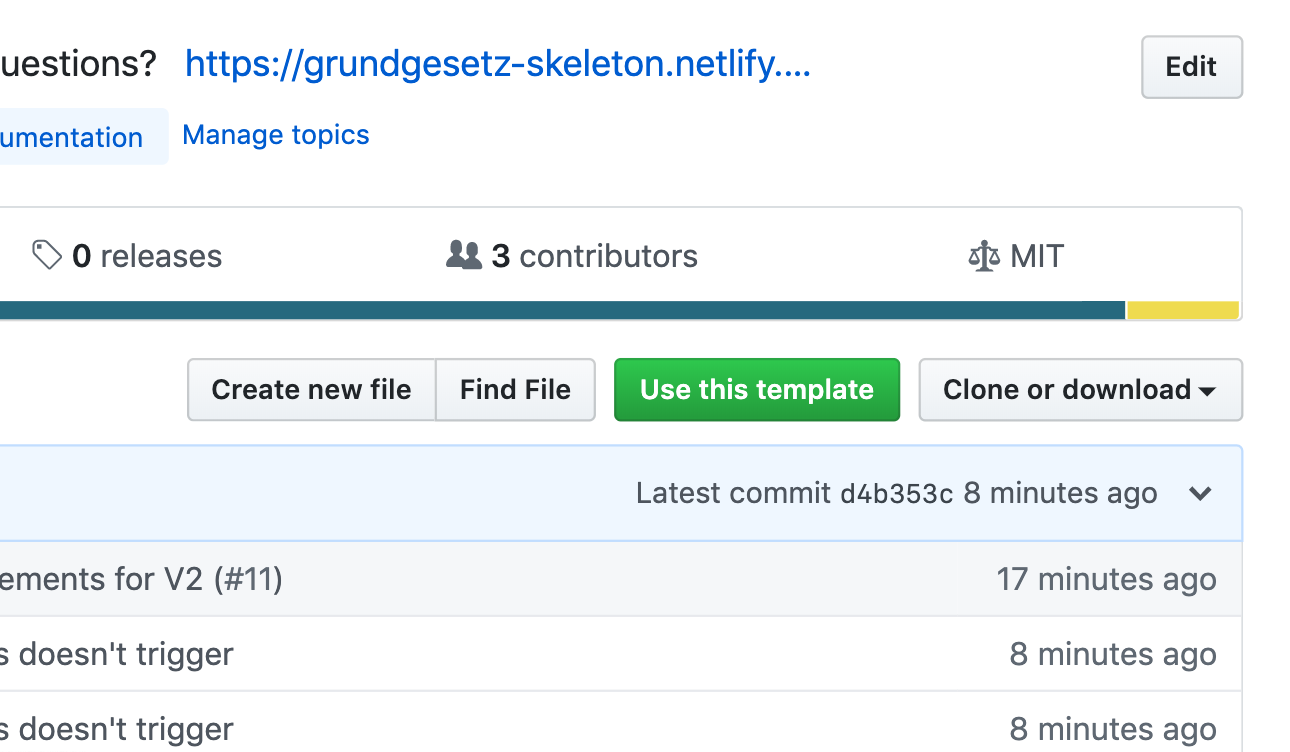 uestions? https://grundgesetz-skeleton.netlify....
Edit
umentation Manage topics
0 releases 3 contributors MIT
Create new file Find File Use this template Clone or download
Latest commit d4b353c 8 minutes ago
ements for V2 (#11) 17 minutes ago
s doesn't trigger 8 minutes ago
s doesn't trigger 8 minutes ago